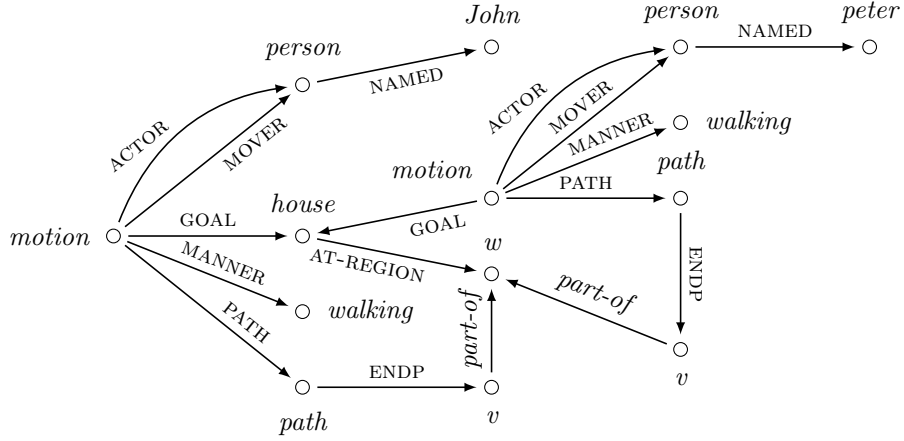 John
person
peter
person
NAMED
NAMED
ACTOR
MOVER
ACTOR
MOVER
MANNER
walking
motion
path
PATH
house
GOAL
GOAL
motion
w
MANNER
AT-REGION
ENDP
part-of
walking
part-of
PATH
ENDP
v
path
v